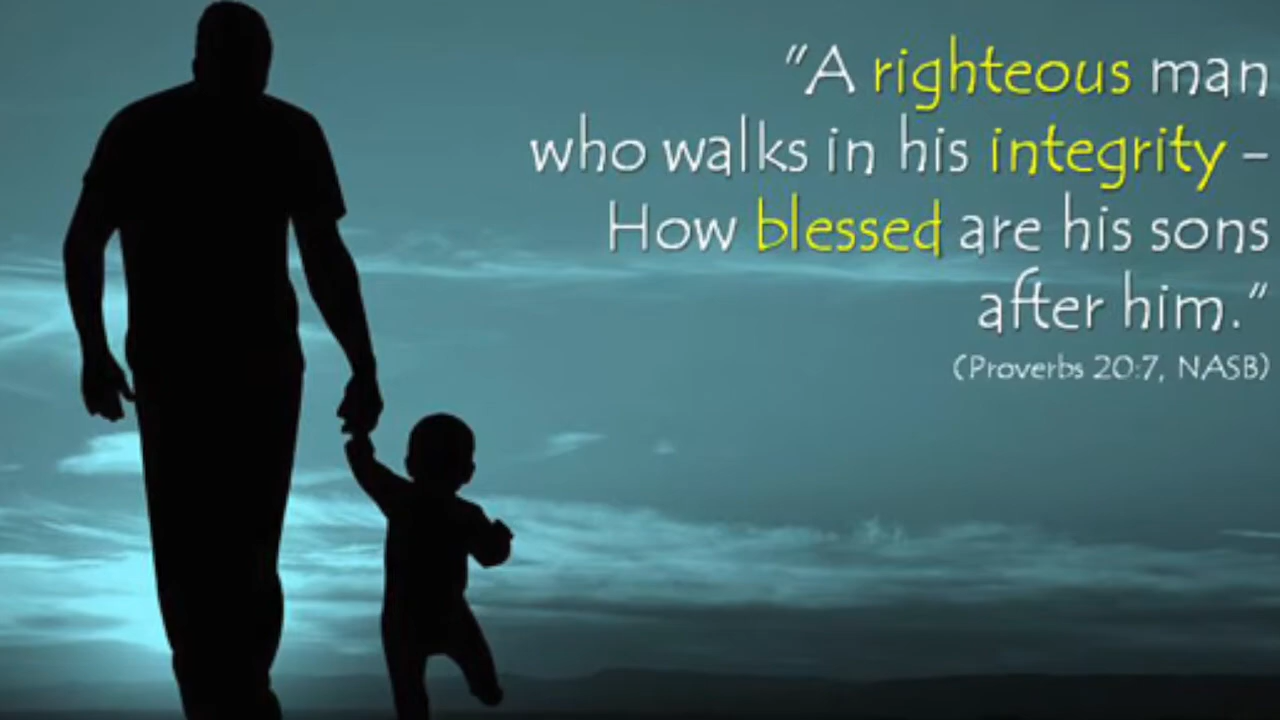 "A righteous man
who walks in his integrity –
How blessed are his sons
after him."
(Proverbs 20:7, NASB)